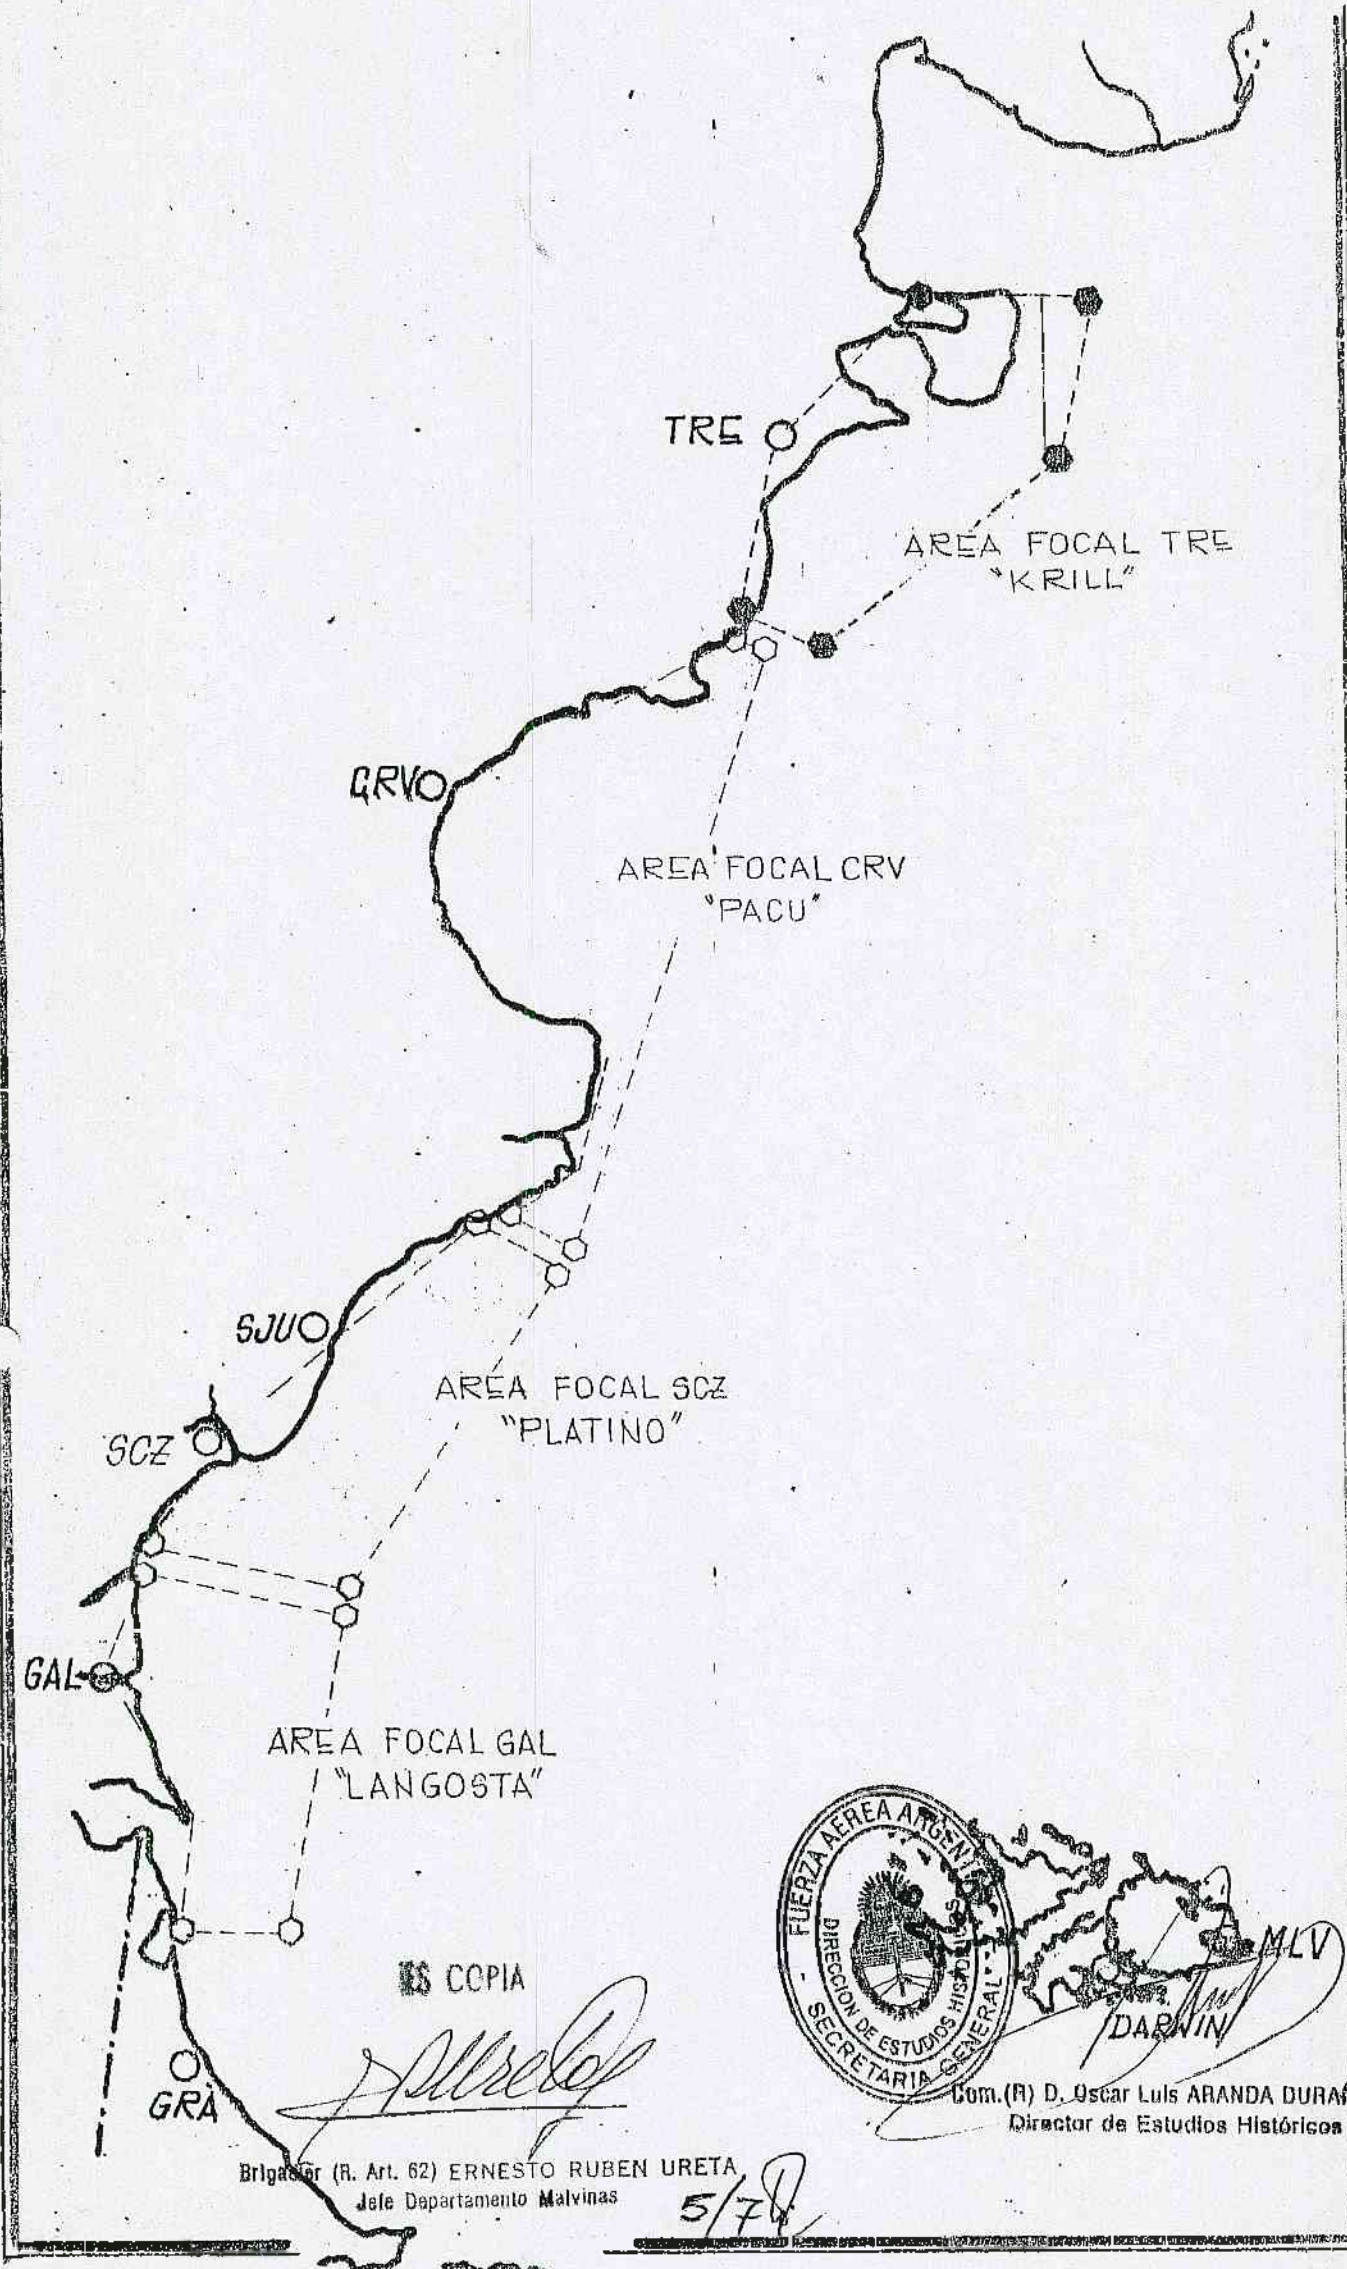 TRE
AREA FOCAL TRE
"KRILL"
CRV
AREA FOCAL CRV
"PACU"
SJU
AREA FOCAL SCZ
"PLATINO"
SCZ
GAL
AREA FOCAL GAL
"LANGOSTA"
FUERZA AEREA ARGENTINA
DIRECCION DE ESTUDIOS HISTORICOS
- SECRETARIA GENERAL -
MLV
DARWIN
ES COPIA
GRA
Com.(R) D. Oscar Luis ARANDA DURA
Director de Estudios Históricos
Brigadier (R. Art. 62) ERNESTO RUBEN URETA
Jefe Departamento Malvinas
5/7